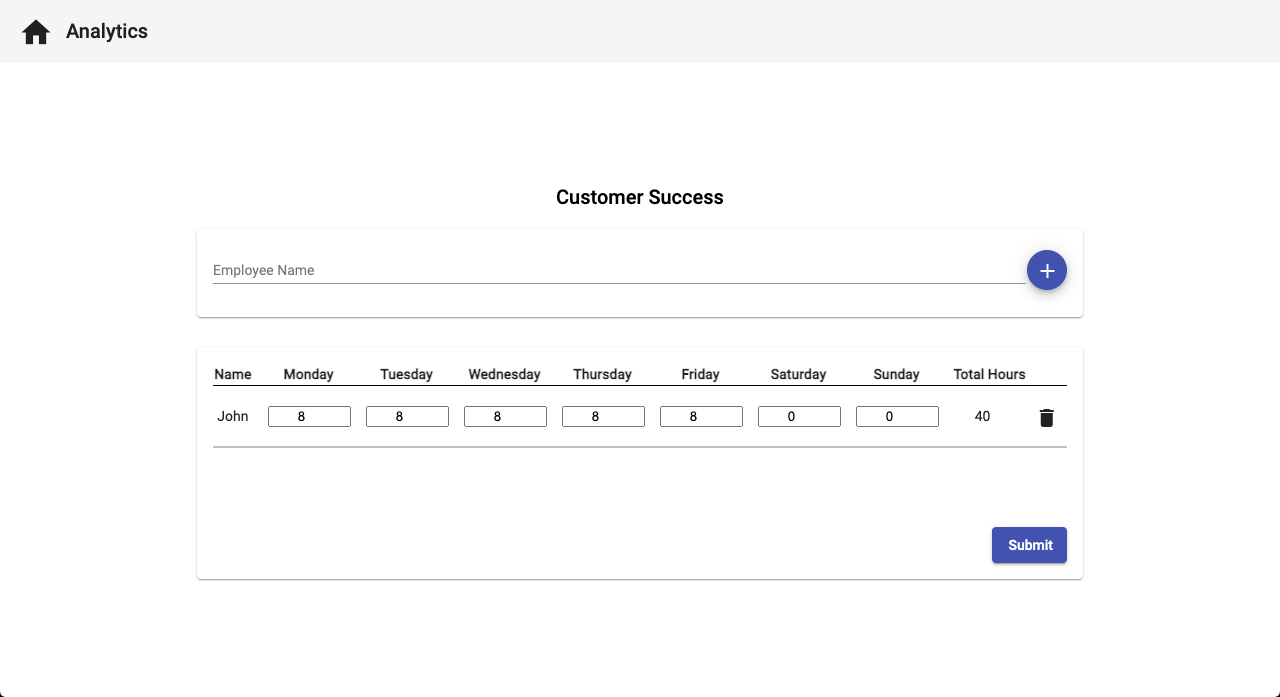 Analytics
Customer Success
Employee Name
Name Monday Tuesday Wednesday Thursday Friday Saturday Sunday Total Hours
John 8 8 8 8 8 0 0 40
Submit